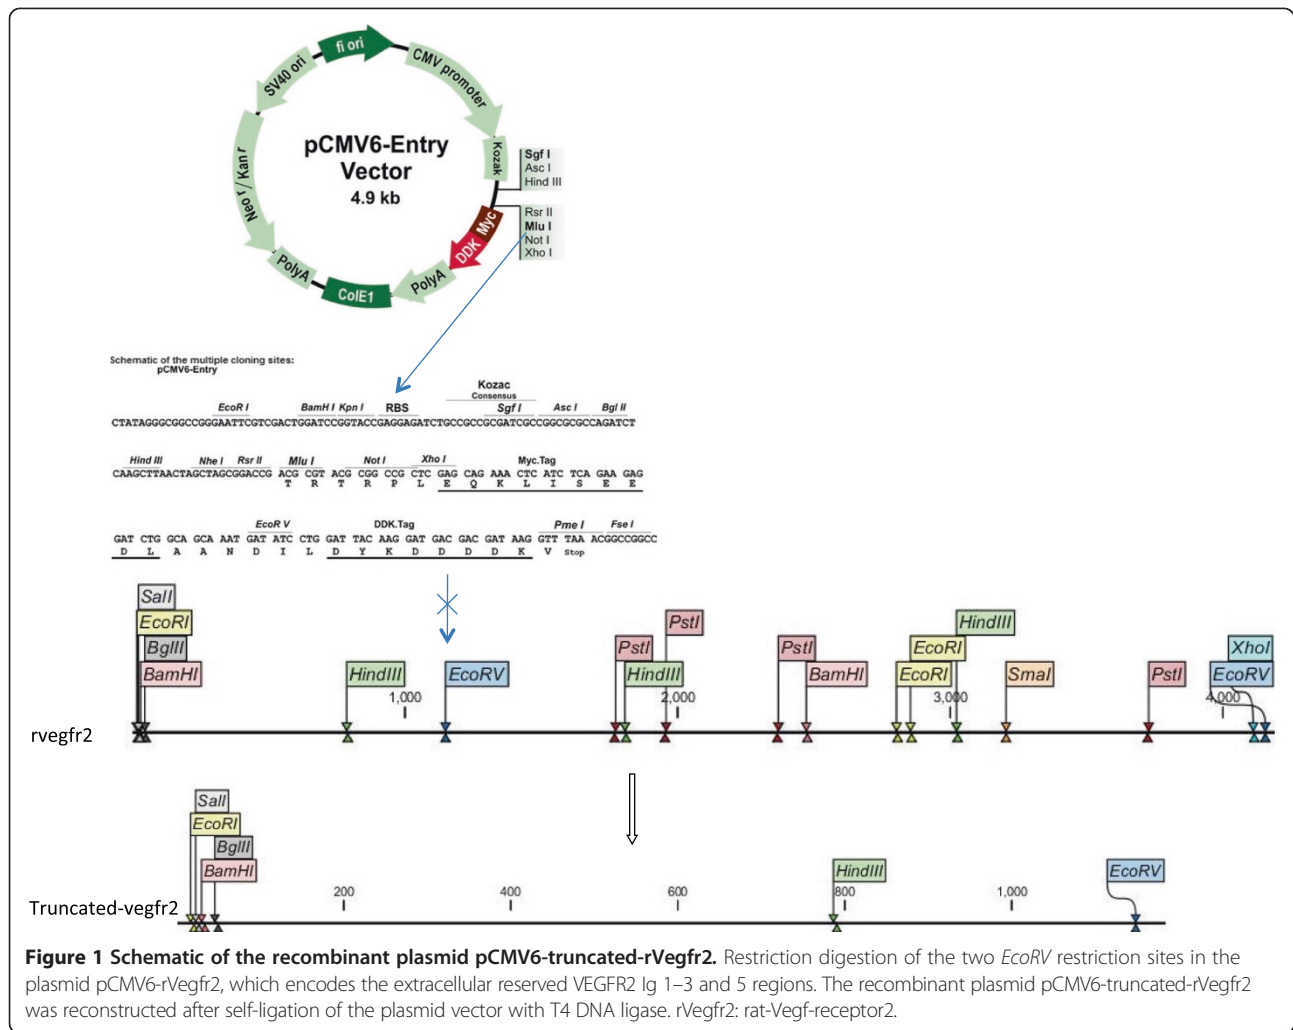 fi ori
SV40 ori
CMV promoter
Kozak
Neo r / Kan r
pCMV6-Entry
Vector
4.9 kb
Sgf I
Asc I
Hind III
Rsr II
Mlu I
Not I
Xho I
Myc
DDK
PolyA
PolyA
ColE1
Schematic of the multiple cloning sites:
pCMV6-Entry
Kozac
Consensus
EcoR I BamH I Kpn I RBS Sgf I Asc I Bgl II
CTATAGGGCGGCCGGGAATTCGTCGACTGGATCCGGTACCGAGGAGATCTGCCGCCGCGATCGCCGGCGCGCCAGATCT
Hind III Nhe I Rsr II Mlu I Not I Xho I Myc.Tag
CAAGCTTAACTAGCTAGCGGACCG ACG CGT ACG CGG CCG CTC GAG CAG AAA CTC ATC TCA GAA GAG
T R T R P L E Q K L I S E E
EcoR V DDK.Tag Pme I Fse I
GAT CTG GCA GCA AAT GAT ATC CTG GAT TAC AAG GAT GAC GAC GAT AAG GTT TAA ACGGCCGGCC
D L A A N D I L D Y K D D D D K V Stop
SalI
EcoRI PstI HindIII
BglII PstI PstI EcoRI XhoI
BamHI HindIII EcoRV HindIII BamHI EcoRI SmaI PstI EcoRV
1,000 2,000 3,000 4,000
rvegfr2
SalI
EcoRI
BglII
BamHI HindIII EcoRV
200 400 600 800 1,000
Truncated-vegfr2
Figure 1 Schematic of the recombinant plasmid pCMV6-truncated-rVegfr2. Restriction digestion of the two EcoRV restriction sites in the
plasmid pCMV6-rVegfr2, which encodes the extracellular reserved VEGFR2 Ig 1–3 and 5 regions. The recombinant plasmid pCMV6-truncated-rVegfr2
was reconstructed after self-ligation of the plasmid vector with T4 DNA ligase. rVegfr2: rat-Vegf-receptor2.